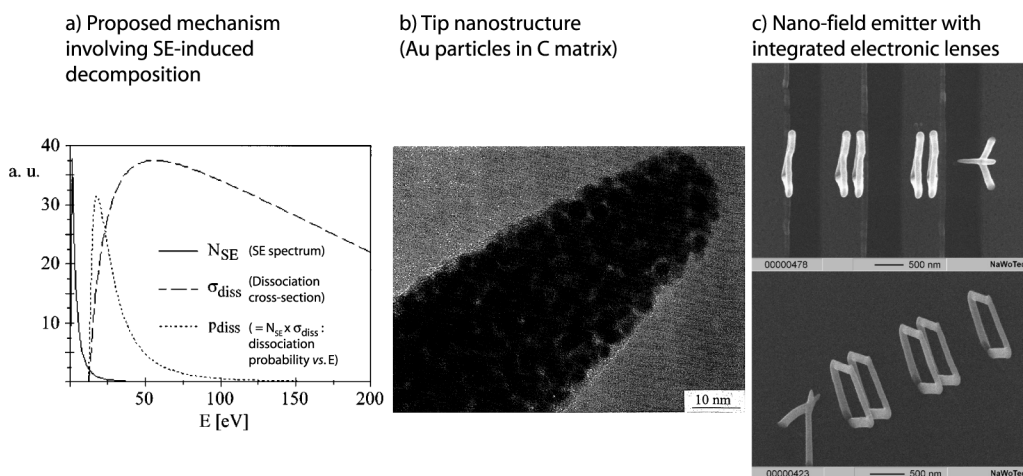 a) Proposed mechanism
involving SE-induced
decomposition
b) Tip nanostructure
(Au particles in C matrix)
c) Nano-field emitter with
integrated electronic lenses
a. u.
40
30
20
10
50
100
150
200
E [eV]
N_SE (SE spectrum)
σ_diss (Dissociation
cross-section)
Pdiss ( = N_SE x σ_diss :
dissociation
probability vs. E)
10 nm
00000478
500 nm
NaWoTec
00000423
500 nm
NaWoTec